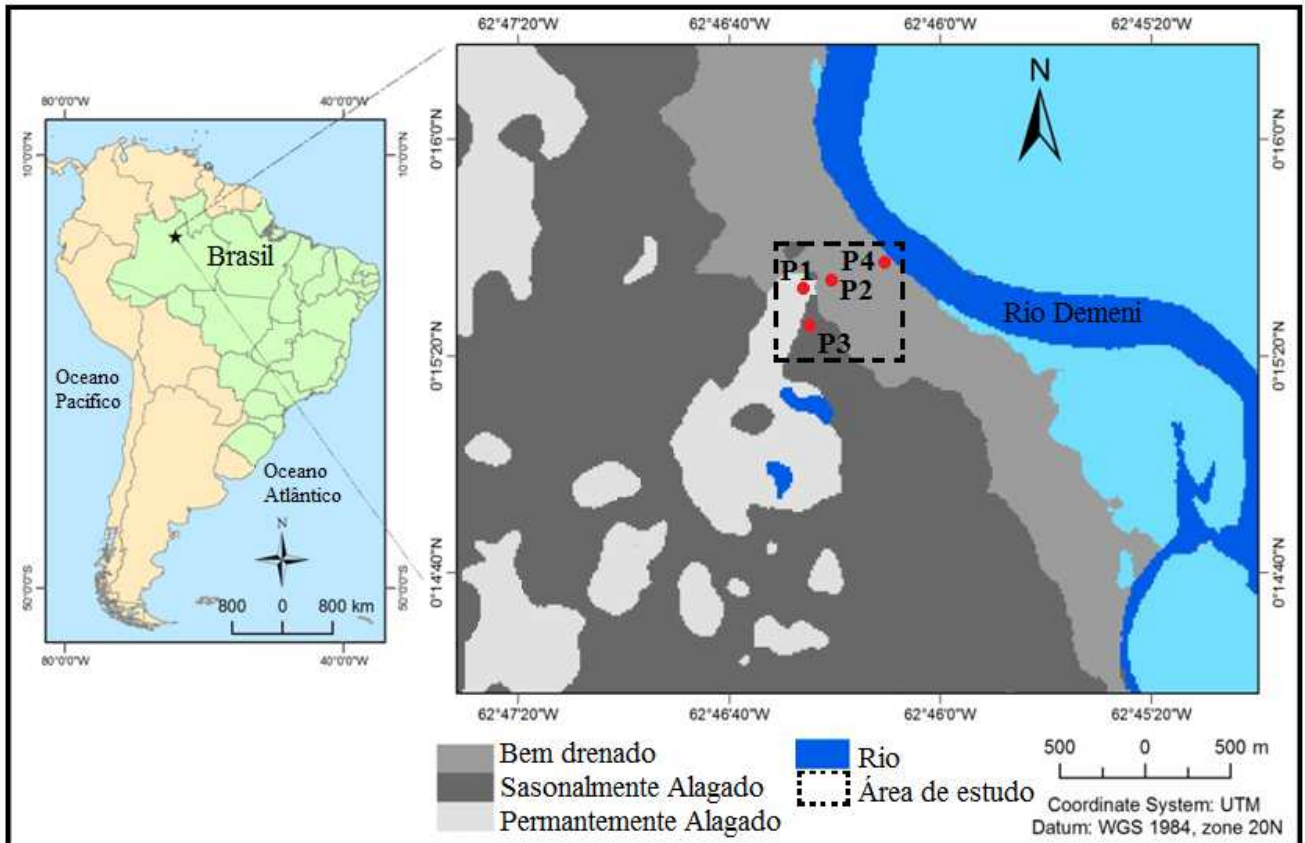 62°47'20"W
62°46'40"W
62°46'0"W
62°45'20"W
80°0'0"W
40°0'0"W
10°0'0"N
10°0'0"N
0°16'0"N
0°16'0"N
N
Brasil
P1
P4
P2
P3
Rio Demeni
0°15'20"N
0°15'20"N
Oceano
Pacífico
Oceano
Atlântico
N
800 0 800 km
50°0'0"S
50°0'0"S
0°14'40"N
0°14'40"N
80°0'0"W
40°0'0"W
62°47'20"W
62°46'40"W
62°46'0"W
62°45'20"W
Bem drenado
Sasonalmente Alagado
Permantemente Alagado
Rio
Área de estudo
500 0 500 m
Coordinate System: UTM
Datum: WGS 1984, zone 20N